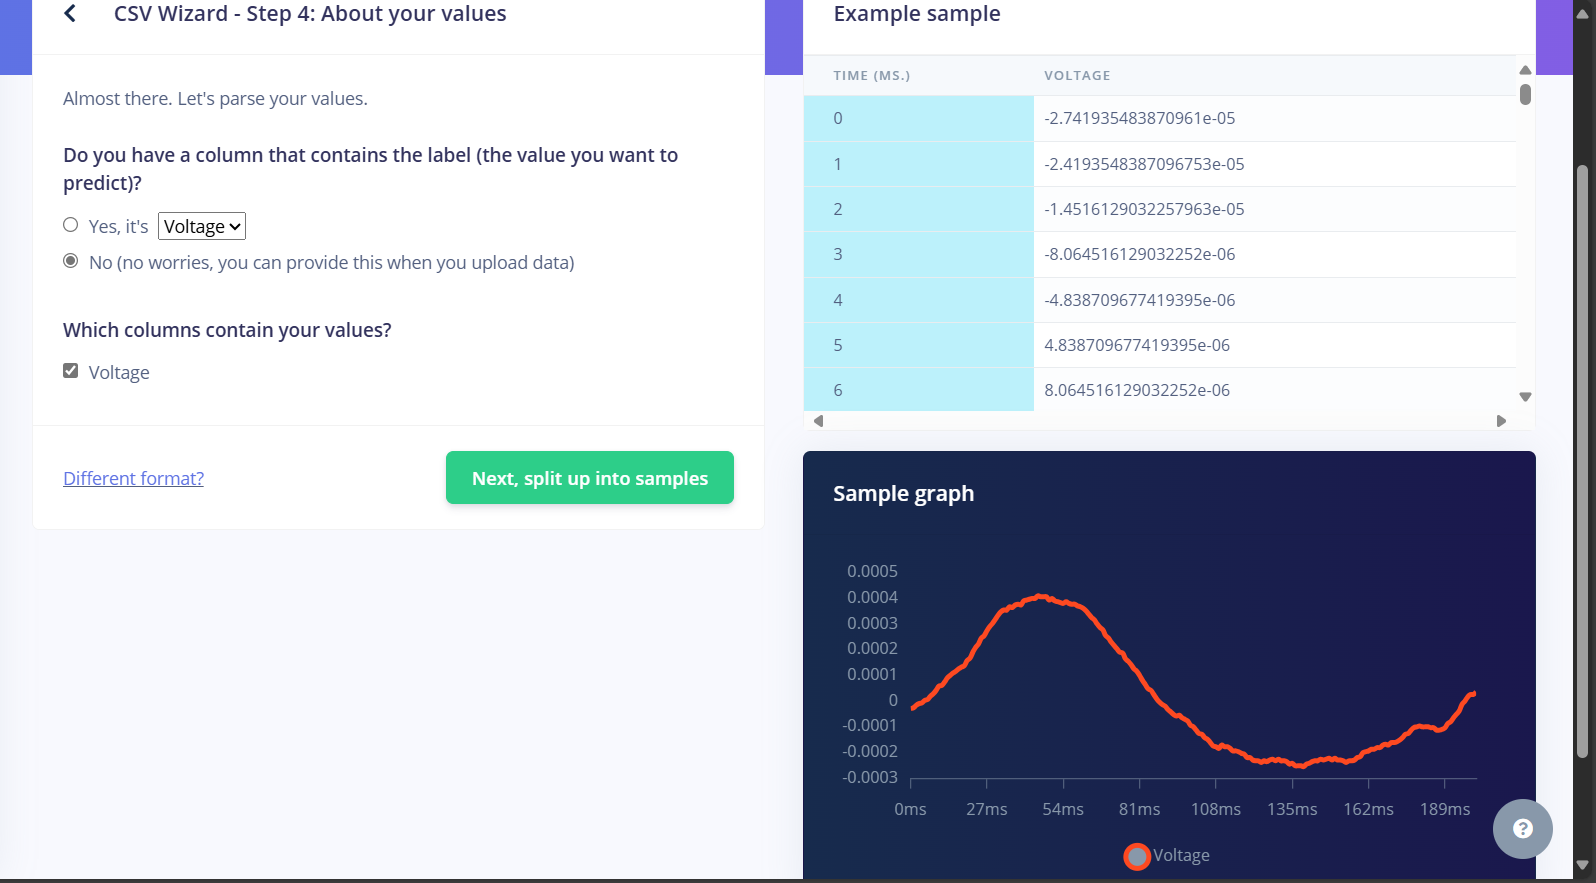 CSV Wizard - Step 4: About your values
Almost there. Let's parse your values.
Do you have a column that contains the label (the value you want to
predict)?
Yes, it's Voltage
No (no worries, you can provide this when you upload data)
Which columns contain your values?
Voltage
Different format?
Next, split up into samples
Example sample
TIME (MS.) VOLTAGE
0 -2.741935483870961e-05
1 -2.4193548387096753e-05
2 -1.4516129032257963e-05
3 -8.064516129032252e-06
4 -4.838709677419395e-06
5 4.838709677419395e-06
6 8.064516129032252e-06
Sample graph
0.0005
0.0004
0.0003
0.0002
0.0001
0
-0.0001
-0.0002
-0.0003
0ms 27ms 54ms 81ms 108ms 135ms 162ms 189ms
Voltage
?